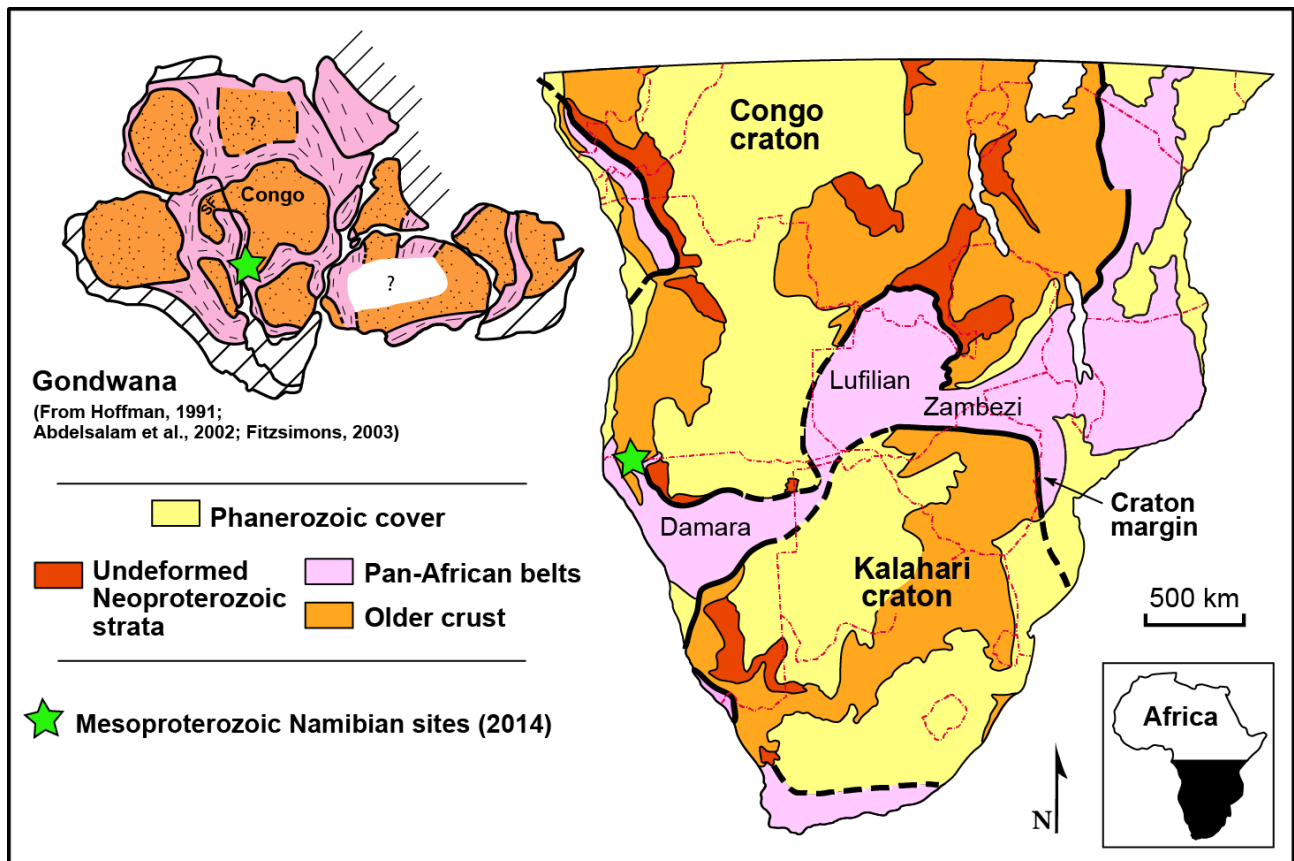 ?
SF
Congo
?
Gondwana
(From Hoffman, 1991;
Abdelsalam et al., 2002; Fitzsimons, 2003)
Phanerozoic cover
Undeformed
Neoproterozoic
strata
Pan-African belts
Older crust
Mesoproterozoic Namibian sites (2014)
Congo
craton
Lufilian
Zambezi
Damara
Craton
margin
Kalahari
craton
500 km
N
Africa